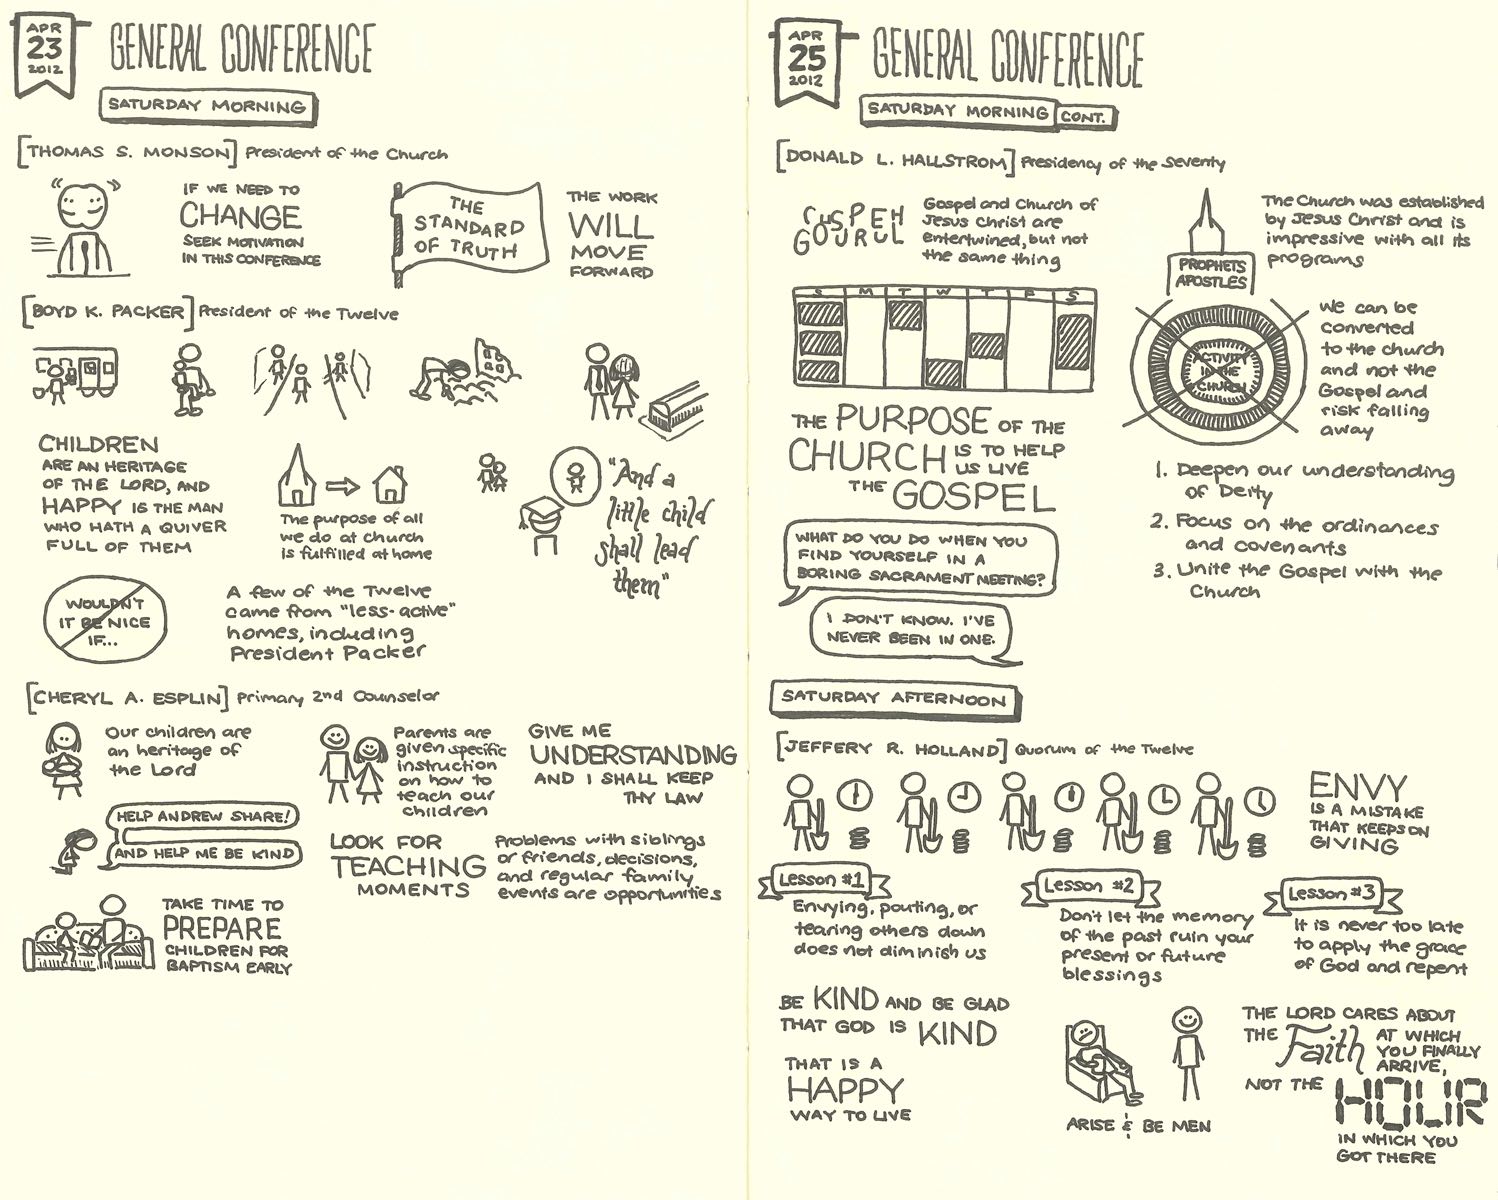 APR
23
2012
GENERAL CONFERENCE
SATURDAY MORNING
[THOMAS S. MONSON] President of the Church
IF WE NEED TO
CHANGE
SEEK MOTIVATION
IN THIS CONFERENCE
THE
STANDARD
OF TRUTH
THE WORK
WILL
MOVE
FORWARD
[BOYD K. PACKER] President of the Twelve
CHILDREN
ARE AN HERITAGE
OF THE LORD, AND
HAPPY IS THE MAN
WHO HATH A QUIVER
FULL OF THEM
The purpose of all
we do at church
is fulfilled at home
"And a
little child
shall lead
them"
WOULDN'T
IT BE NICE
IF...
A few of the Twelve
came from "less-active"
homes, including
President Packer
[CHERYL A. ESPLIN] Primary 2nd Counselor
Our children are
an heritage of
the Lord
Parents are
given specific
instruction
on how to
teach our
children
GIVE ME
UNDERSTANDING
AND I SHALL KEEP
THY LAW
HELP ANDREW SHARE!
AND HELP ME BE KIND
LOOK FOR
TEACHING
MOMENTS
Problems with siblings
or friends, decisions,
and regular family
events are opportunities
TAKE TIME TO
PREPARE
CHILDREN FOR
BAPTISM EARLY
APR
25
2012
GENERAL CONFERENCE
SATURDAY MORNING CONT.
[DONALD L. HALLSTROM] Presidency of the Seventy
Gospel and Church of
Jesus Christ are
entertwined, but not
the same thing
PROPHETS
APOSTLES
The Church was established
by Jesus Christ and is
impressive with all its
programs
S M T W T F S
ACTIVITY
IN THE
CHURCH
We can be
converted
to the church
and not the
Gospel and
risk falling
away
THE PURPOSE OF THE
CHURCH IS TO HELP
US LIVE
THE GOSPEL
1. Deepen our understanding
of Deity
2. Focus on the ordinances
and covenants
3. Unite the Gospel with the
Church
WHAT DO YOU DO WHEN YOU
FIND YOURSELF IN A
BORING SACRAMENT MEETING?
I DON'T KNOW. I'VE
NEVER BEEN IN ONE.
SATURDAY AFTERNOON
[JEFFERY R. HOLLAND] Quorum of the Twelve
ENVY
IS A MISTAKE
THAT KEEPS ON
GIVING
Lesson #1
Envying, pouting, or
tearing others down
does not diminish us
Lesson #2
Don't let the memory
of the past ruin your
present or future
blessings
Lesson #3
It is never too late
to apply the grace
of God and repent
BE KIND AND BE GLAD
THAT GOD IS KIND
THAT IS A
HAPPY
WAY TO LIVE
ARISE & BE MEN
THE LORD CARES ABOUT
THE Faith AT WHICH
YOU FINALLY
ARRIVE,
NOT THE HOUR
IN WHICH YOU
GOT THERE